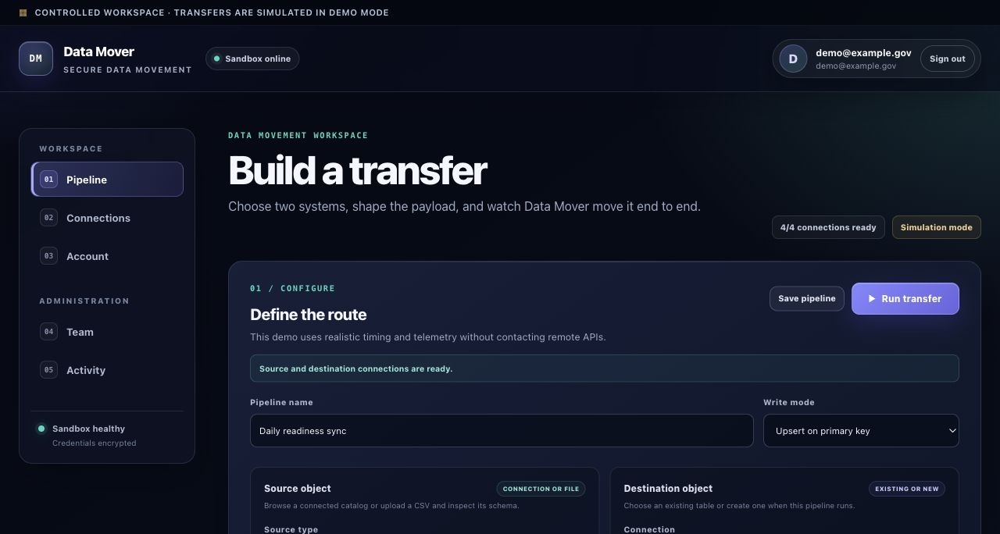 CONTROLLED WORKSPACE · TRANSFERS ARE SIMULATED IN DEMO MODE
DM
Data Mover
SECURE DATA MOVEMENT
Sandbox online
D
demo@example.gov
demo@example.gov
Sign out
WORKSPACE
01 Pipeline
02 Connections
03 Account
ADMINISTRATION
04 Team
05 Activity
Sandbox healthy
Credentials encrypted
DATA MOVEMENT WORKSPACE
Build a transfer
Choose two systems, shape the payload, and watch Data Mover move it end to end.
4/4 connections ready
Simulation mode
01 / CONFIGURE
Define the route
This demo uses realistic timing and telemetry without contacting remote APIs.
Save pipeline
Run transfer
Source and destination connections are ready.
Pipeline name
Daily readiness sync
Write mode
Upsert on primary key
Source object
CONNECTION OR FILE
Browse a connected catalog or upload a CSV and inspect its schema.
Source type
Destination object
EXISTING OR NEW
Choose an existing table or create one when this pipeline runs.
Connection